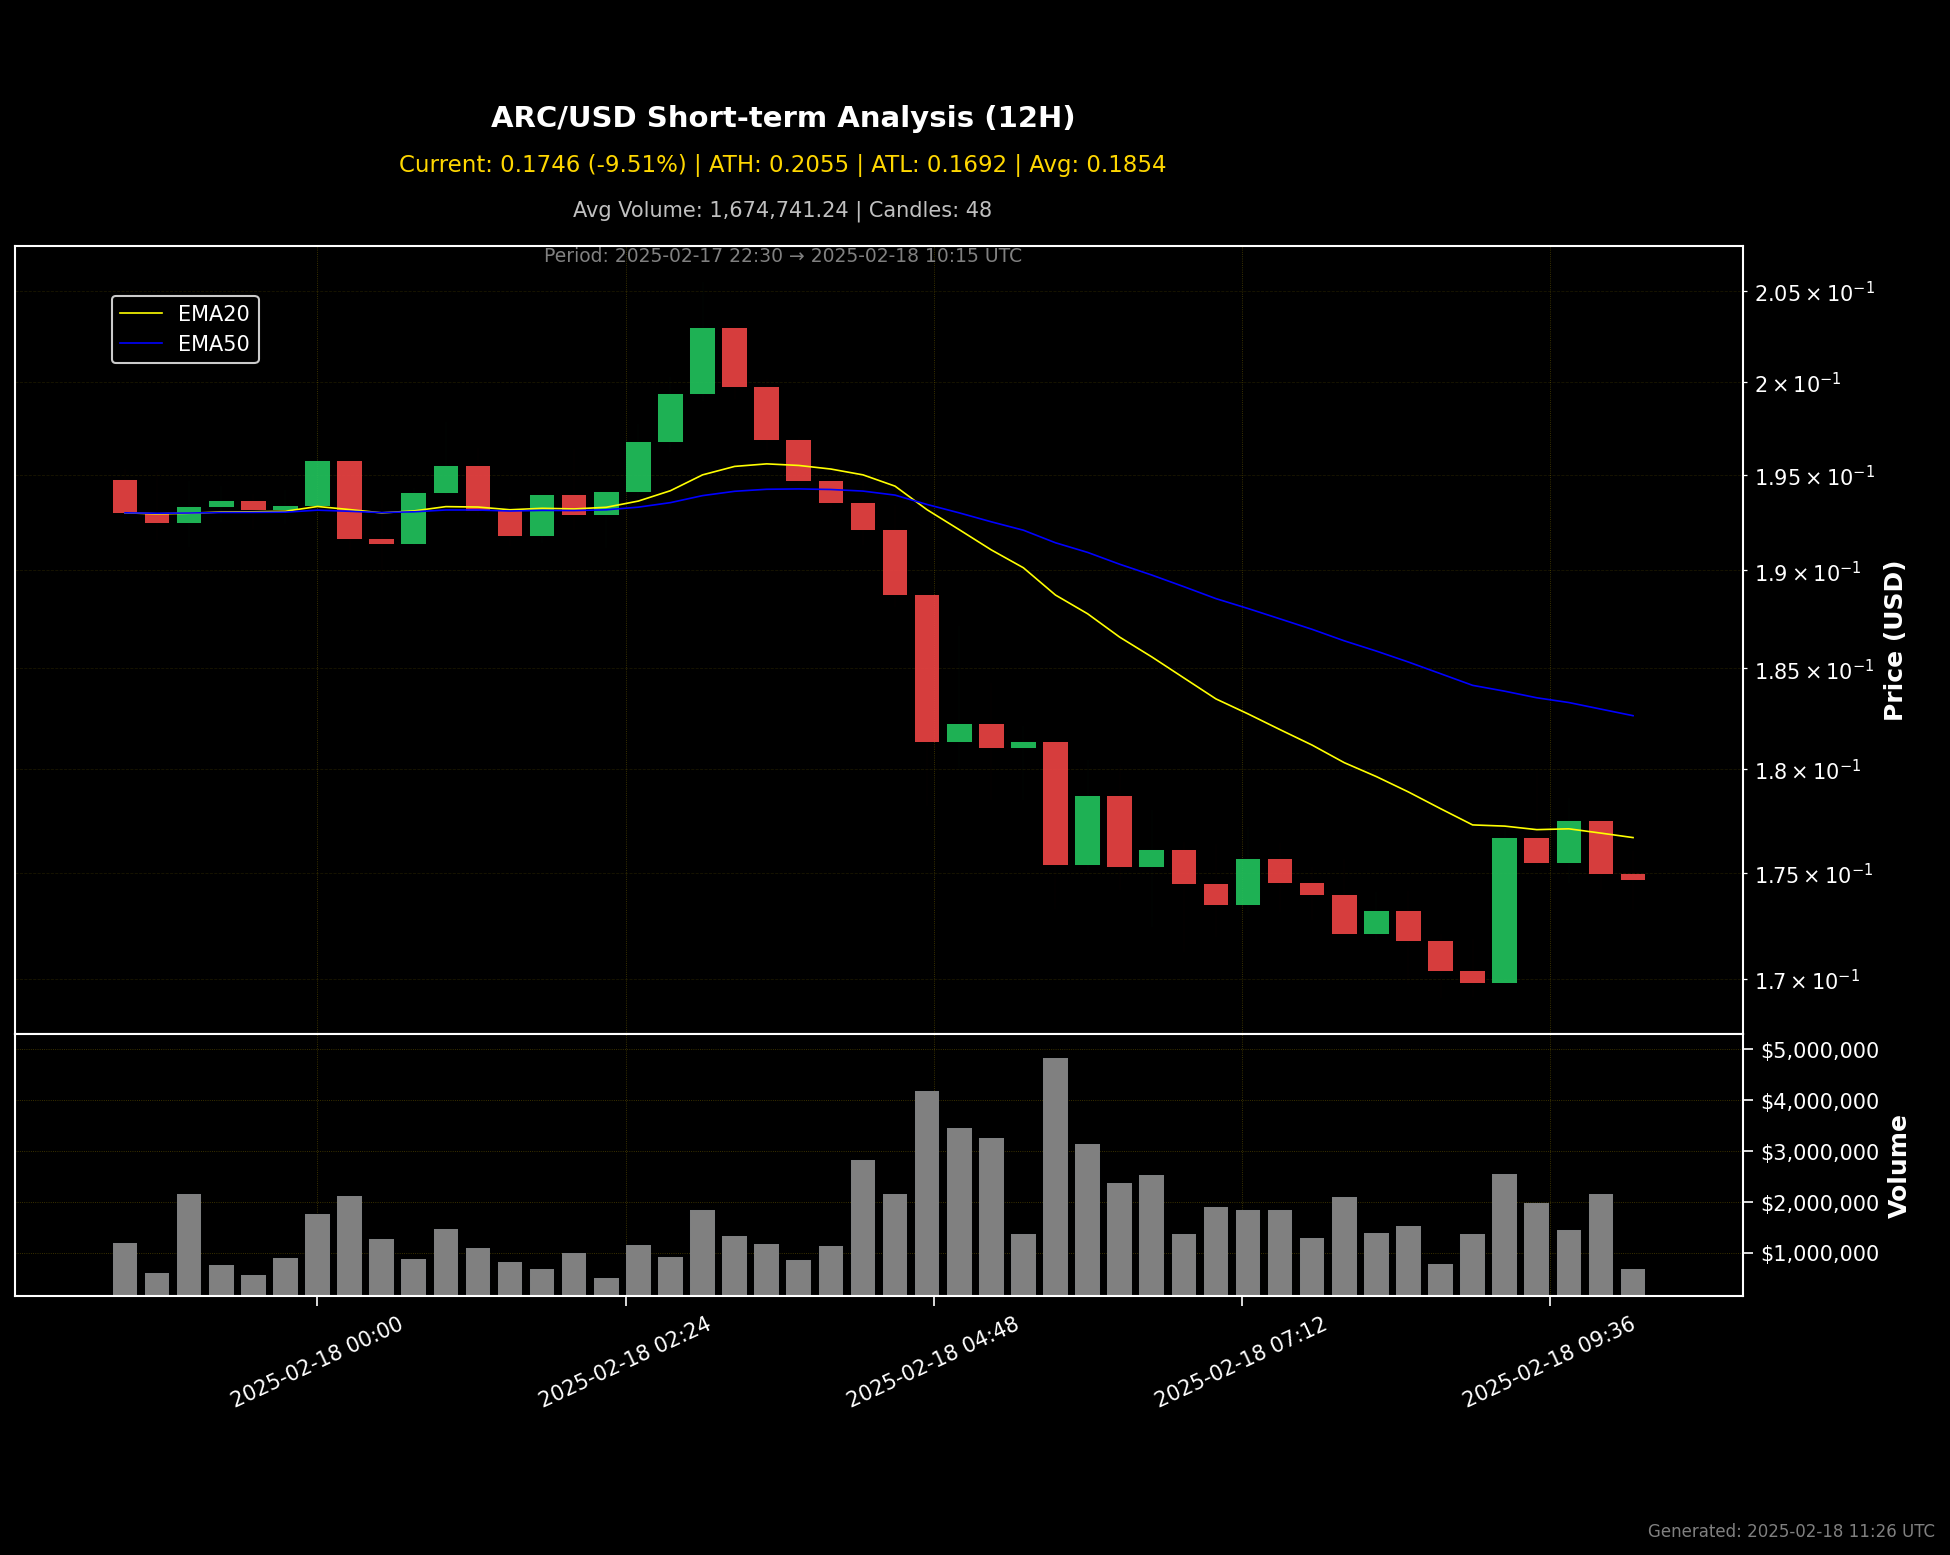 ARC/USD Short-term Analysis (12H)
Current: 0.1746 (-9.51%) | ATH: 0.2055 | ATL: 0.1692 | Avg: 0.1854
Avg Volume: 1,674,741.24 | Candles: 48
Period: 2025-02-17 22:30 → 2025-02-18 10:15 UTC
EMA20
EMA50
2.05 × 10⁻¹
2 × 10⁻¹
1.95 × 10⁻¹
1.9 × 10⁻¹
1.85 × 10⁻¹
1.8 × 10⁻¹
1.75 × 10⁻¹
1.7 × 10⁻¹
Price (USD)
$5,000,000
$4,000,000
$3,000,000
$2,000,000
$1,000,000
Volume
2025-02-18 00:00
2025-02-18 02:24
2025-02-18 04:48
2025-02-18 07:12
2025-02-18 09:36
Generated: 2025-02-18 11:26 UTC